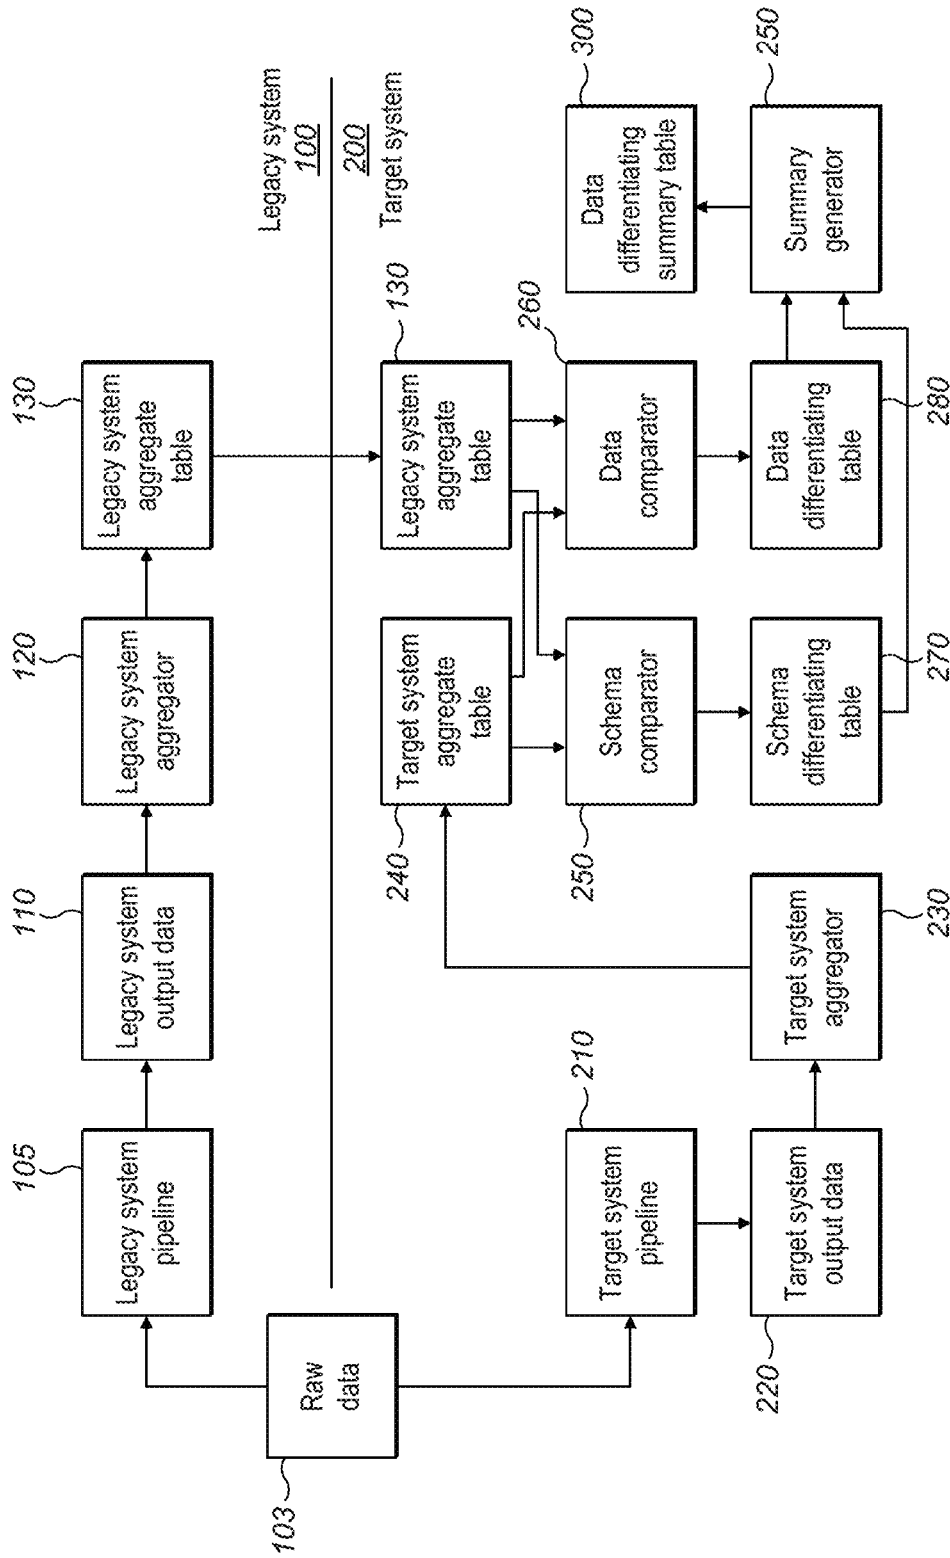 103
Raw
data
105
Legacy system
pipeline
110
Legacy system
output data
120
Legacy system
aggregator
130
Legacy system
aggregate
table
Legacy system
100
200
Target system
240
Target system
aggregate
table
130
Legacy system
aggregate
table
210
Target system
pipeline
250
Schema
comparator
260
Data
comparator
300
Data
differentiating
summary table
220
Target system
output data
230
Target system
aggregator
270
Schema
differentiating
table
280
Data
differentiating
table
250
Summary
generator